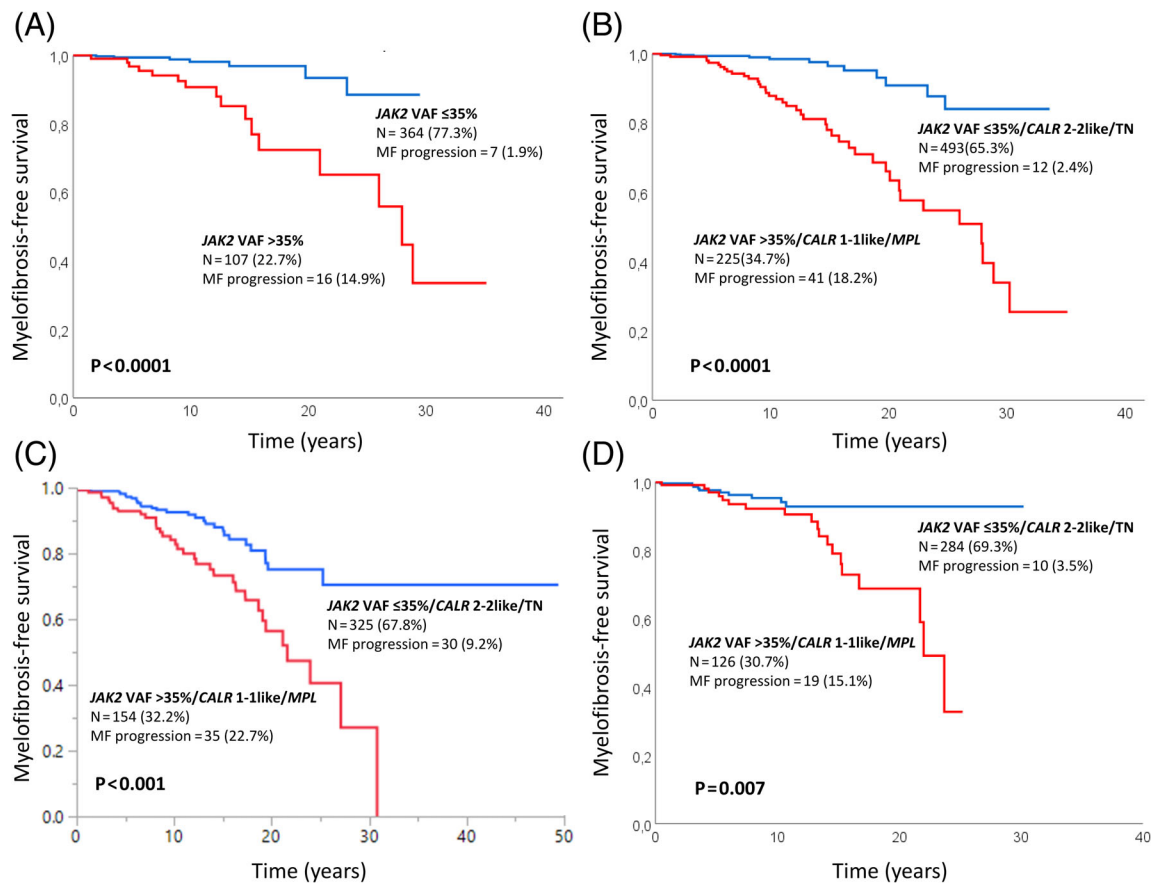 (A)
Myelofibrosis-free survival
1,0
0,8
0,6
0,4
0,2
0,0
JAK2 VAF ≤35%
N = 364 (77.3%)
MF progression = 7 (1.9%)
JAK2 VAF >35%
N = 107 (22.7%)
MF progression = 16 (14.9%)
P < 0.0001
0 10 20 30 40
Time (years)
(B)
Myelofibrosis-free survival
1,0
0,8
0,6
0,4
0,2
0,0
JAK2 VAF ≤35%/CALR 2-2like/TN
N = 493(65.3%)
MF progression = 12 (2.4%)
JAK2 VAF >35%/CALR 1-1like/MPL
N = 225(34.7%)
MF progression = 41 (18.2%)
P < 0.0001
0 10 20 30 40
Time (years)
(C)
Myelofibrosis-free survival
1.0
0.8
0.6
0.4
0.2
0.0
JAK2 VAF ≤35%/CALR 2-2like/TN
N = 325 (67.8%)
MF progression = 30 (9.2%)
JAK2 VAF >35%/CALR 1-1like/MPL
N = 154 (32.2%)
MF progression = 35 (22.7%)
P < 0.001
0 10 20 30 40 50
Time (years)
(D)
Myelofibrosis-free survival
1,0
0,8
0,6
0,4
0,2
0,0
JAK2 VAF ≤35%/CALR 2-2like/TN
N = 284 (69.3%)
MF progression = 10 (3.5%)
JAK2 VAF >35%/CALR 1-1like/MPL
N = 126 (30.7%)
MF progression = 19 (15.1%)
P = 0.007
0 10 20 30 40
Time (years)